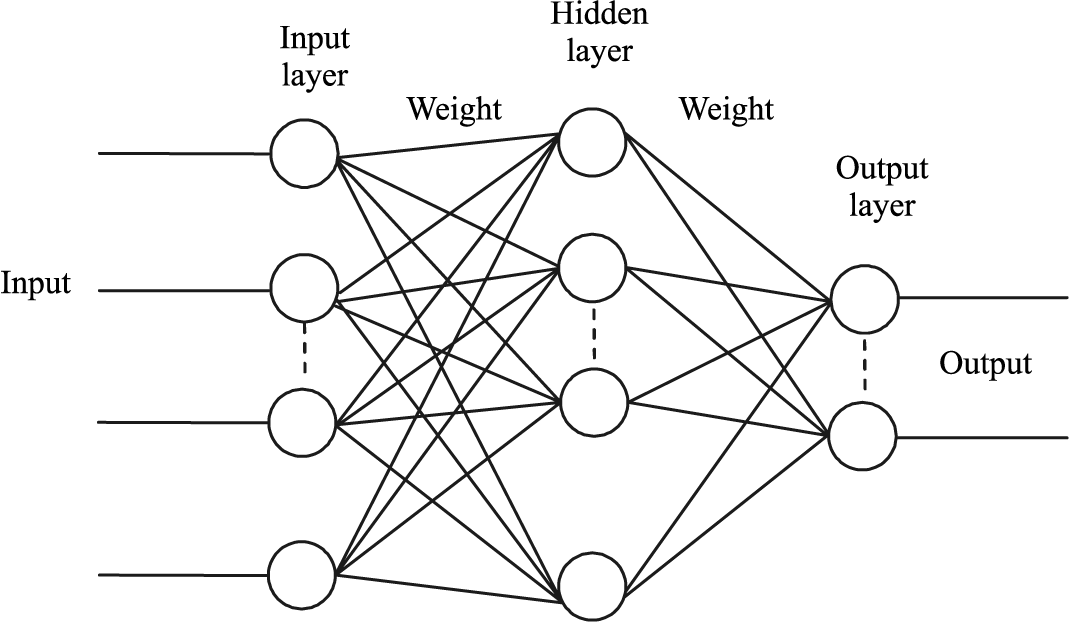 Hidden
layer
Input
layer
Weight
Weight
Output
layer
Input
Output